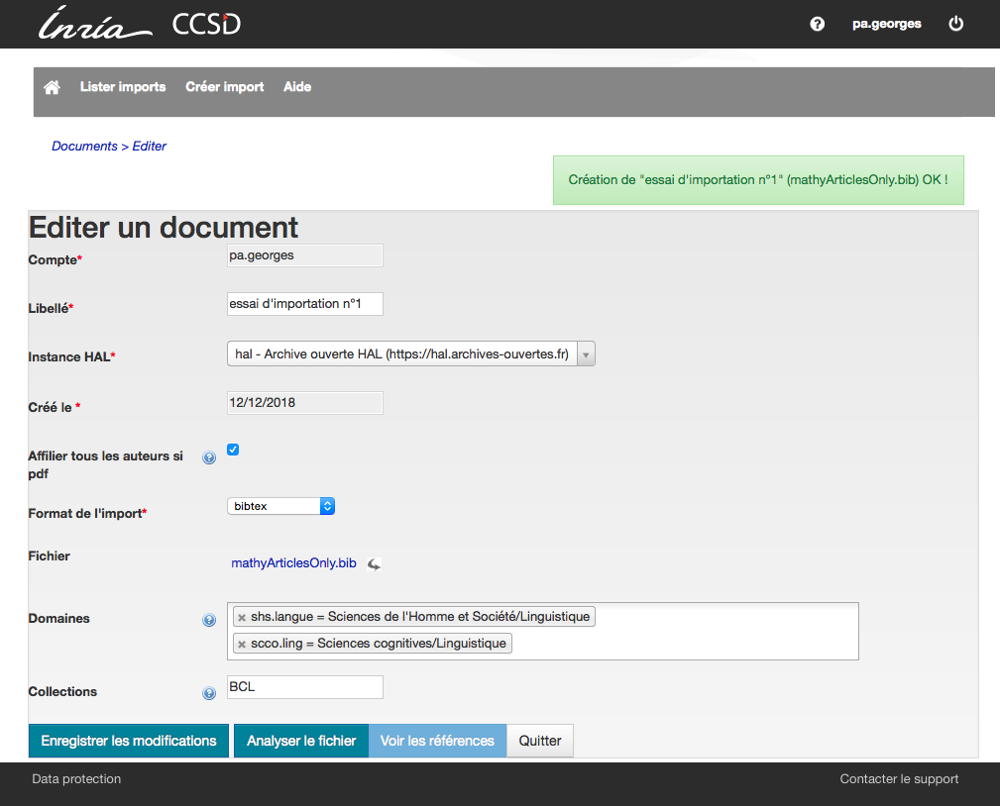 Inria CCSD
? pa.georges
Lister imports Créer import Aide
Documents > Editer
Création de "essai d'importation n°1" (mathyArticlesOnly.bib) OK !
Editer un document
Compte* pa.georges
Libellé* essai d'importation n°1
Instance HAL* hal - Archive ouverte HAL (https://hal.archives-ouvertes.fr)
Créé le * 12/12/2018
Affilier tous les auteurs si
pdf
Format de l'import* bibtex
Fichier mathyArticlesOnly.bib
Domaines shs.langue = Sciences de l'Homme et Société/Linguistique
scco.ling = Sciences cognitives/Linguistique
Collections BCL
Enregistrer les modifications Analyser le fichier Voir les références Quitter
Data protection Contacter le support